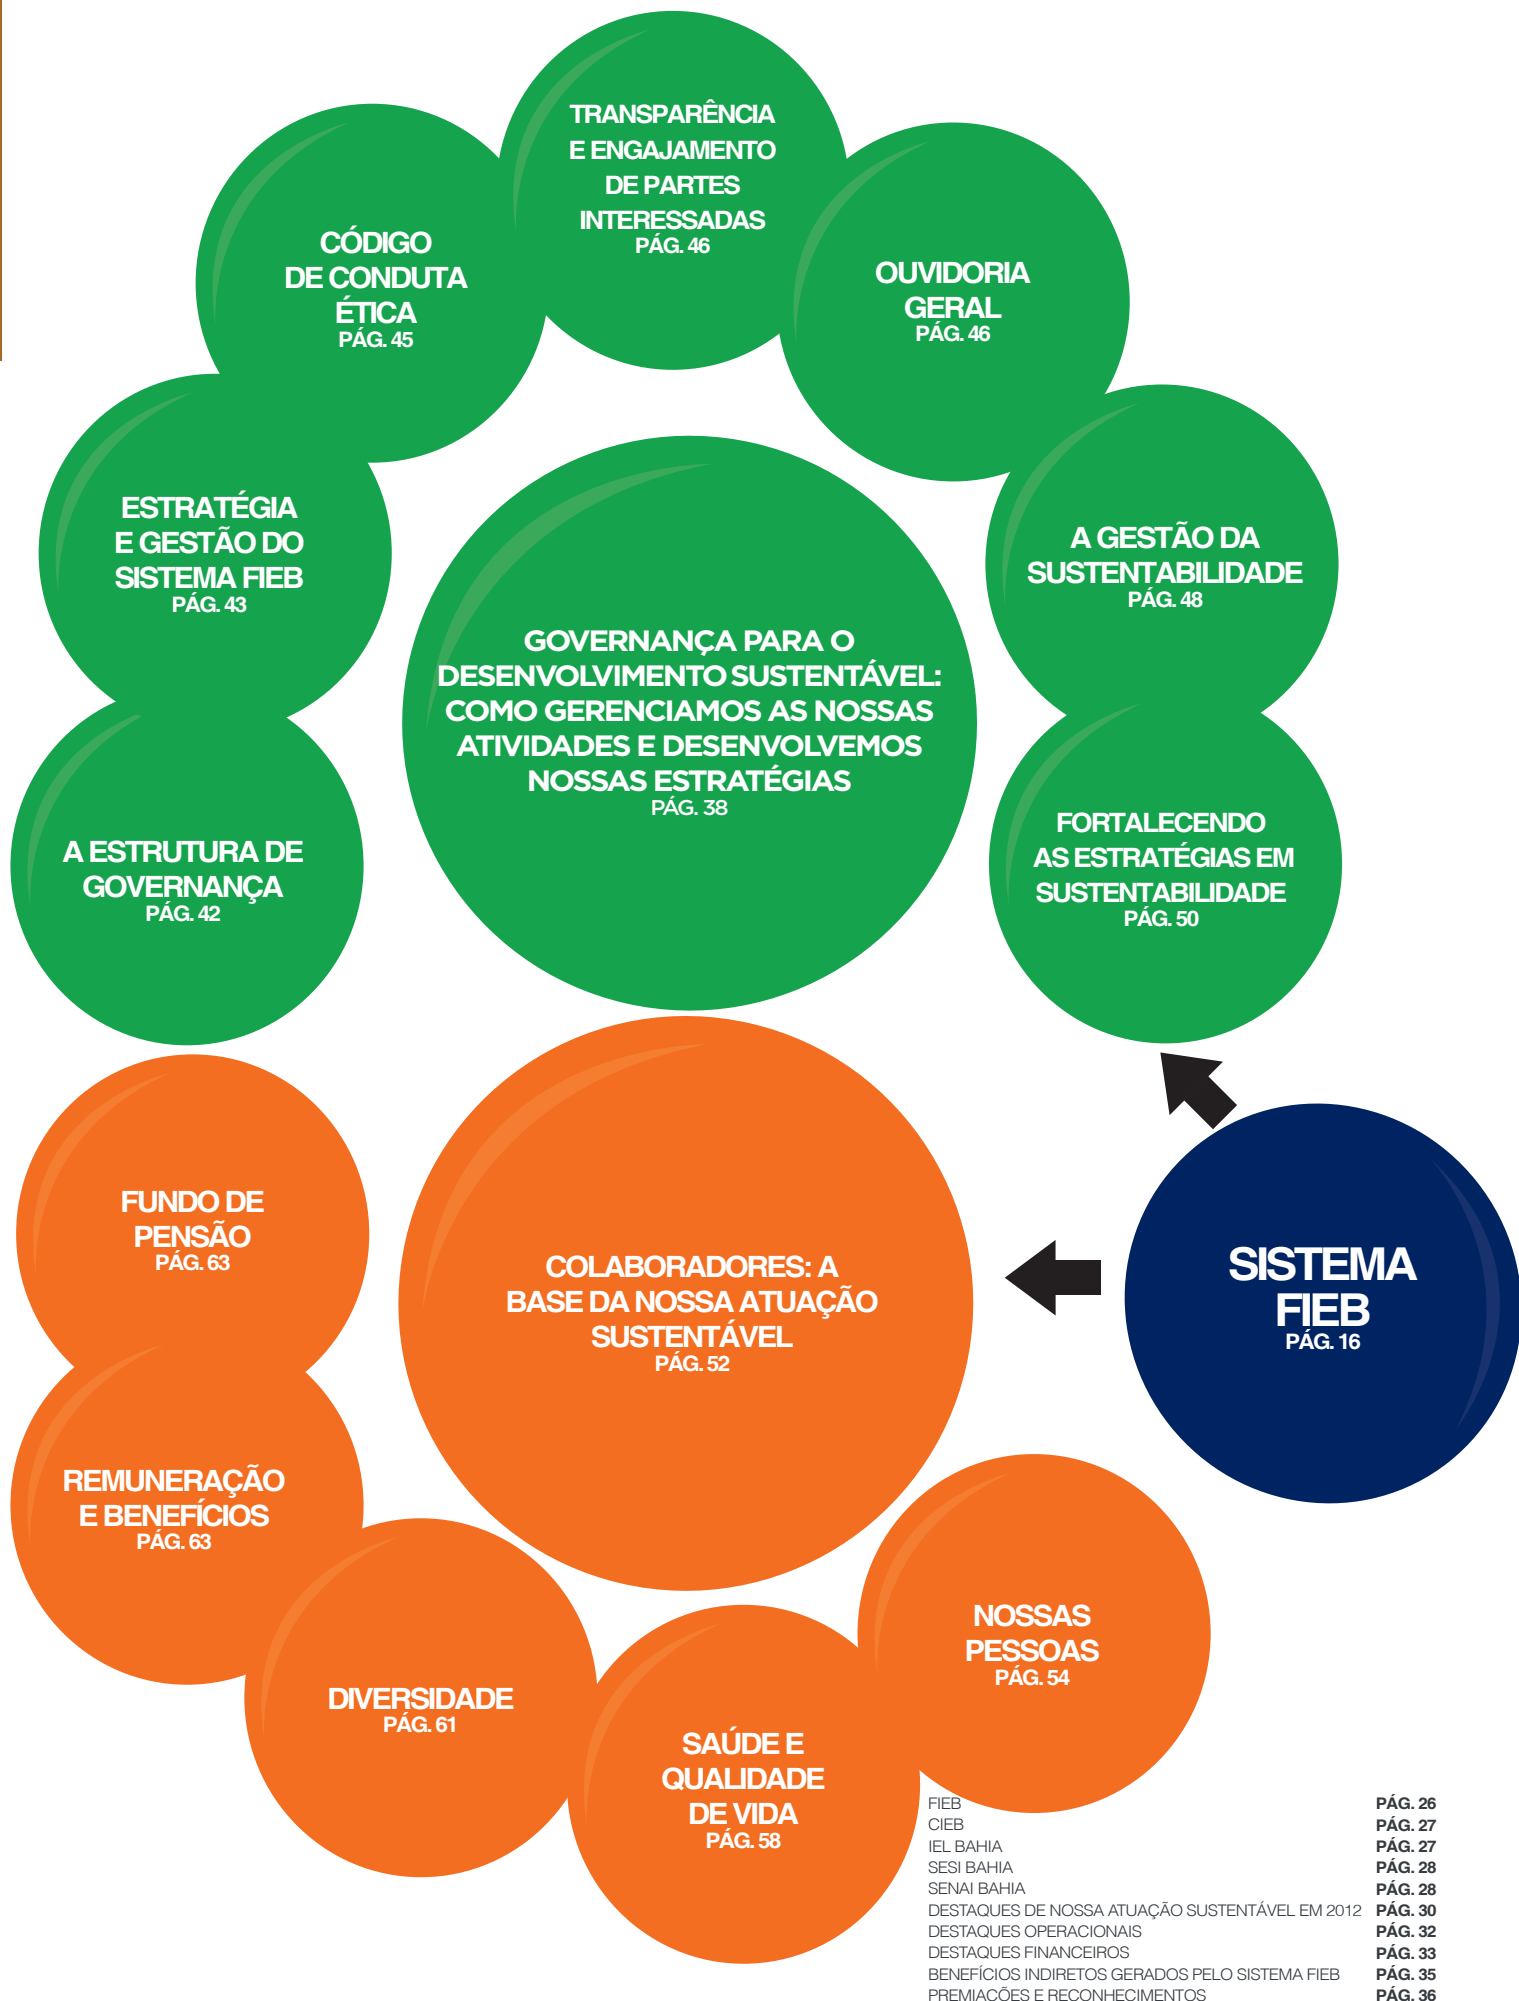 TRANSPARÊNCIA
E ENGAJAMENTO
DE PARTES
INTERESSADAS
PÁG. 46
CÓDIGO
DE CONDUTA
ÉTICA
PÁG. 45
OUVIDORIA
GERAL
PÁG. 46
ESTRATÉGIA
E GESTÃO DO
SISTEMA FIEB
PÁG. 43
A GESTÃO DA
SUSTENTABILIDADE
PÁG. 48
GOVERNANÇA PARA O
DESENVOLVIMENTO SUSTENTÁVEL:
COMO GERENCIAMOS AS NOSSAS
ATIVIDADES E DESENVOLVEMOS
NOSSAS ESTRATÉGIAS
PÁG. 38
A ESTRUTURA DE
GOVERNANÇA
PÁG. 42
FORTALECENDO
AS ESTRATÉGIAS EM
SUSTENTABILIDADE
PÁG. 50
FUNDO DE
PENSÃO
PÁG. 63
COLABORADORES: A
BASE DA NOSSA ATUAÇÃO
SUSTENTÁVEL
PÁG. 52
SISTEMA
FIEB
PÁG. 16
REMUNERAÇÃO
E BENEFÍCIOS
PÁG. 63
NOSSAS
PESSOAS
PÁG. 54
DIVERSIDADE
PÁG. 61
SAÚDE E
QUALIDADE
DE VIDA
PÁG. 58
FIEB PÁG. 26
CIEB PÁG. 27
IEL BAHIA PÁG. 27
SESI BAHIA PÁG. 28
SENAI BAHIA PÁG. 28
DESTAQUES DE NOSSA ATUAÇÃO SUSTENTÁVEL EM 2012 PÁG. 30
DESTAQUES OPERACIONAIS PÁG. 32
DESTAQUES FINANCEIROS PÁG. 33
BENEFÍCIOS INDIRETOS GERADOS PELO SISTEMA FIEB PÁG. 35
PREMIAÇÕES E RECONHECIMENTOS PÁG. 36